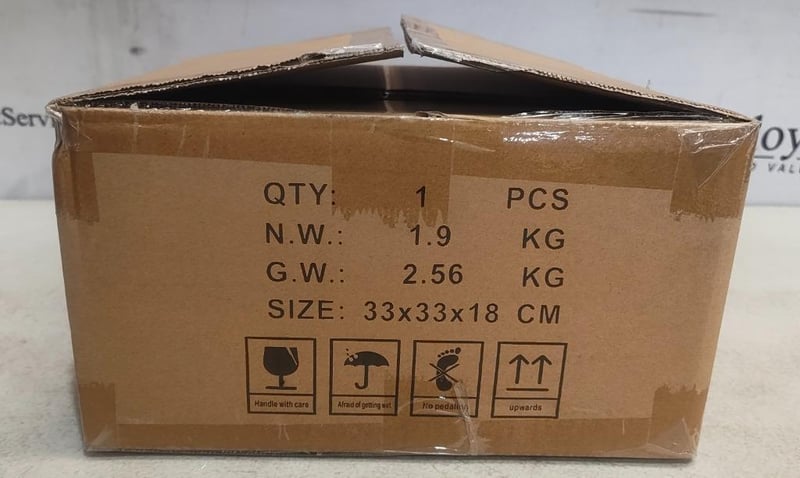 QTY: 1 PCS
N.W.: 1.9 KG
G.W.: 2.56 KG
SIZE: 33x33x18 CM
Handle with care
Afraid of getting wet
No pedaling
upwards